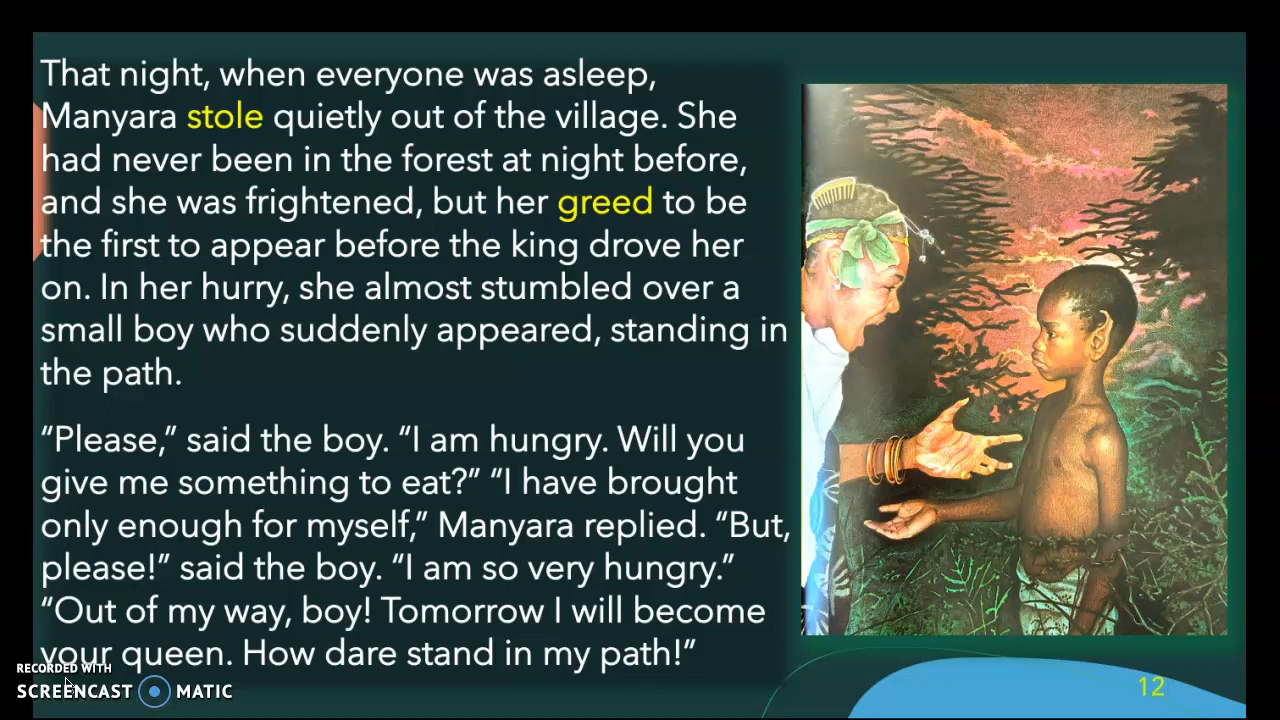 That night, when everyone was asleep,
Manyara stole quietly out of the village. She
had never been in the forest at night before,
and she was frightened, but her greed to be
the first to appear before the king drove her
on. In her hurry, she almost stumbled over a
small boy who suddenly appeared, standing in
the path.
“Please,” said the boy. “I am hungry. Will you
give me something to eat?” “I have brought
only enough for myself,” Manyara replied. “But,
please!” said the boy. “I am so very hungry.”
“Out of my way, boy! Tomorrow I will become
your queen. How dare stand in my path!”
RECORDED WITH
SCREENCAST MATIC
12